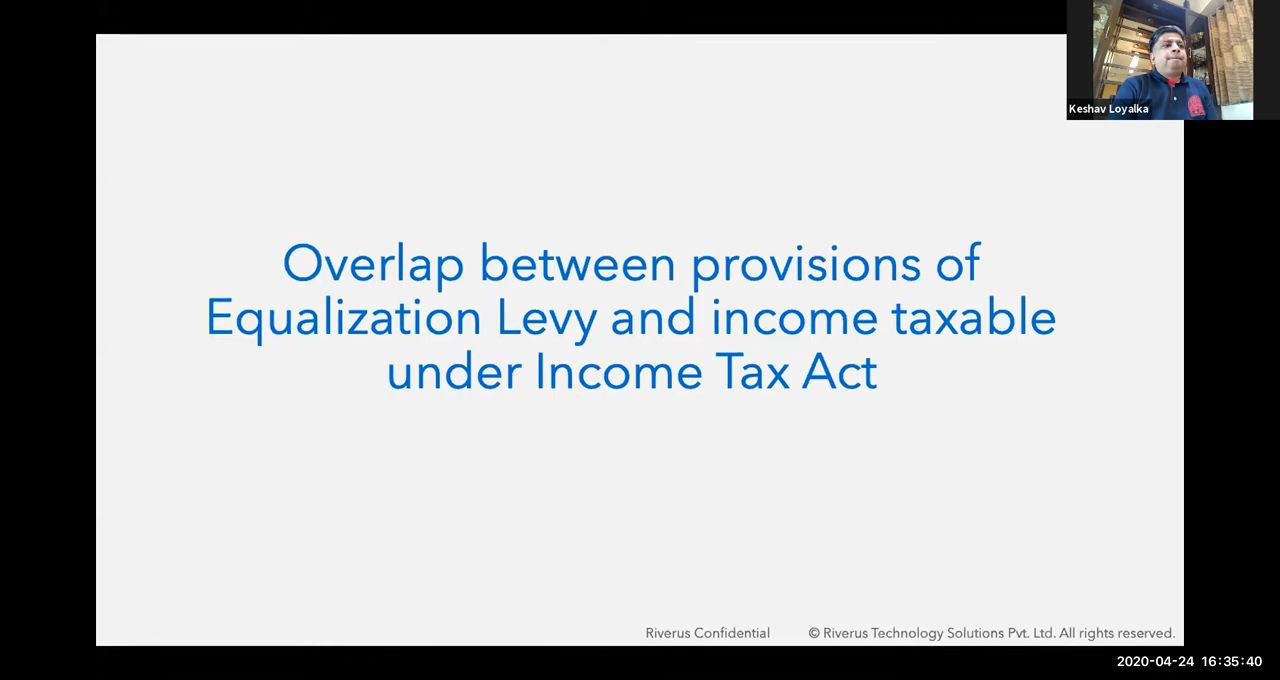 Keshav Loyalka
Overlap between provisions of
Equalization Levy and income taxable
under Income Tax Act
Riverus Confidential © Riverus Technology Solutions Pvt. Ltd. All rights reserved.
2020-04-24 16:35:40